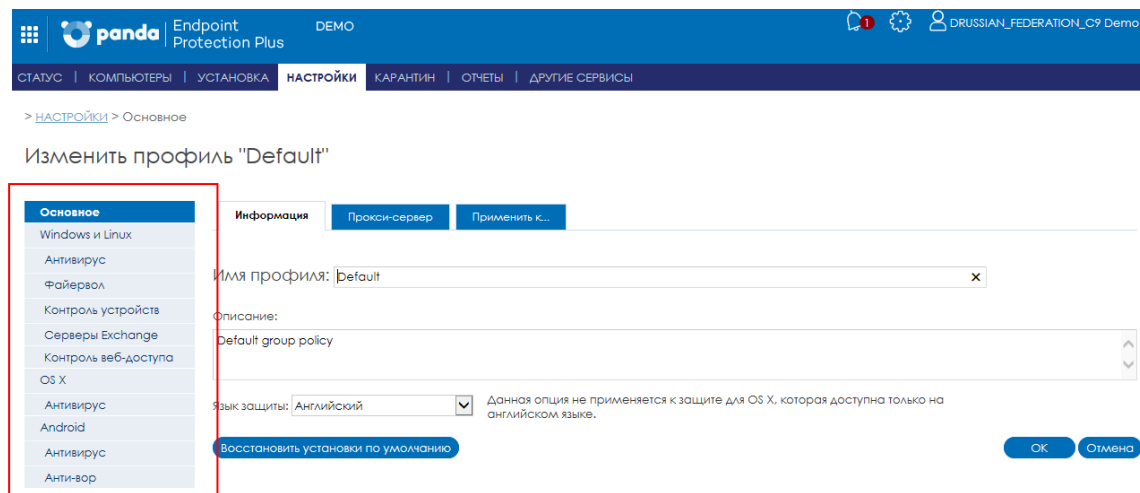 panda Endpoint Protection Plus DEMO 1 DRUSSIAN_FEDERATION_C9 Demo
СТАТУС | КОМПЬЮТЕРЫ | УСТАНОВКА НАСТРОЙКИ КАРАНТИН | ОТЧЕТЫ | ДРУГИЕ СЕРВИСЫ
> НАСТРОЙКИ > Основное
Изменить профиль "Default"
Основное
Windows и Linux
Антивирус
Файервол
Контроль устройств
Серверы Exchange
Контроль веб-доступа
OS X
Антивирус
Android
Антивирус
Анти-вор
Информация Прокси-сервер Применить к...
Имя профиля: Default
Описание:
Default group policy
Язык защиты: Английский
Данная опция не применяется к защите для OS X, которая доступна только на
английском языке.
Восстановить установки по умолчанию OK Отмена